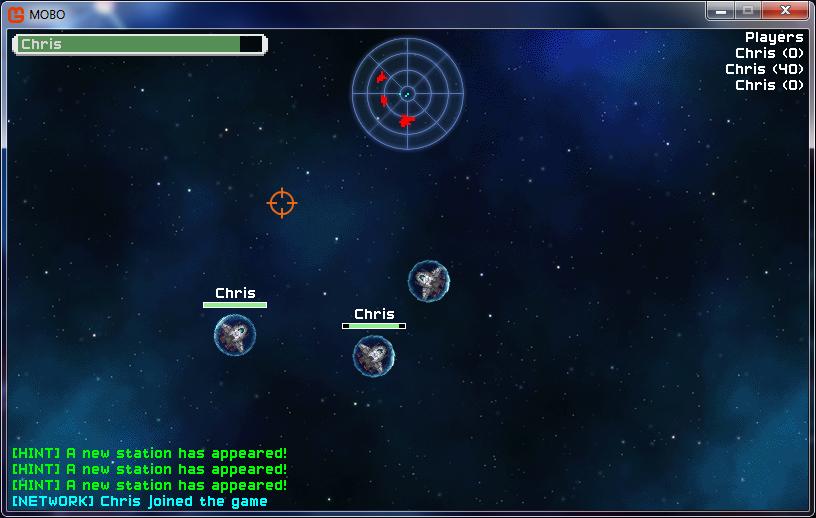 MOBO
Chris
Players
Chris (0)
Chris (40)
Chris (0)
Chris
Chris
[HINT] A new station has appeared!
[HINT] A new station has appeared!
[HINT] A new station has appeared!
[NETWORK] Chris joined the game